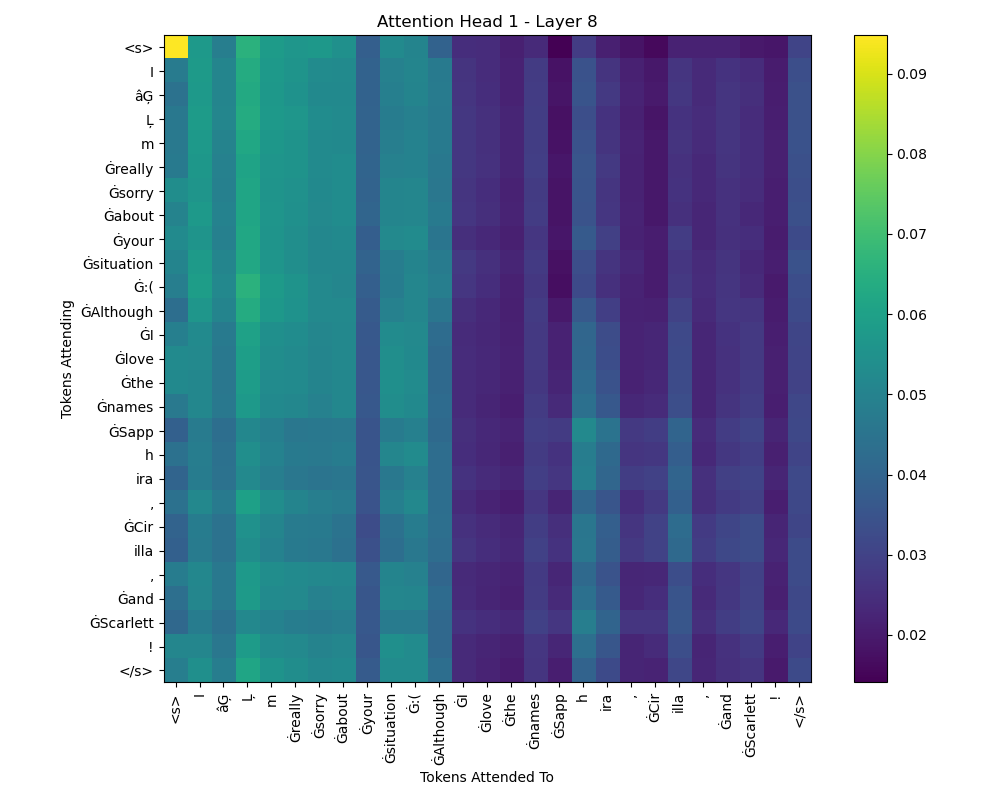 Attention Head 1 - Layer 8
<s>
I
âĢ
Ļ
m
Ġreally
Ġsorry
Ġabout
Ġyour
Ġsituation
Ġ:(
ĠAlthough
ĠI
Ġlove
Ġthe
Ġnames
ĠSapp
h
ira
,
ĠCir
illa
,
Ġand
ĠScarlett
!
</s>
Tokens Attending
<s>
I
âĢ
Ļ
m
Ġreally
Ġsorry
Ġabout
Ġyour
Ġsituation
Ġ:(
ĠAlthough
ĠI
Ġlove
Ġthe
Ġnames
ĠSapp
h
ira
,
ĠCir
illa
,
Ġand
ĠScarlett
!
</s>
Tokens Attended To
0.09
0.08
0.07
0.06
0.05
0.04
0.03
0.02